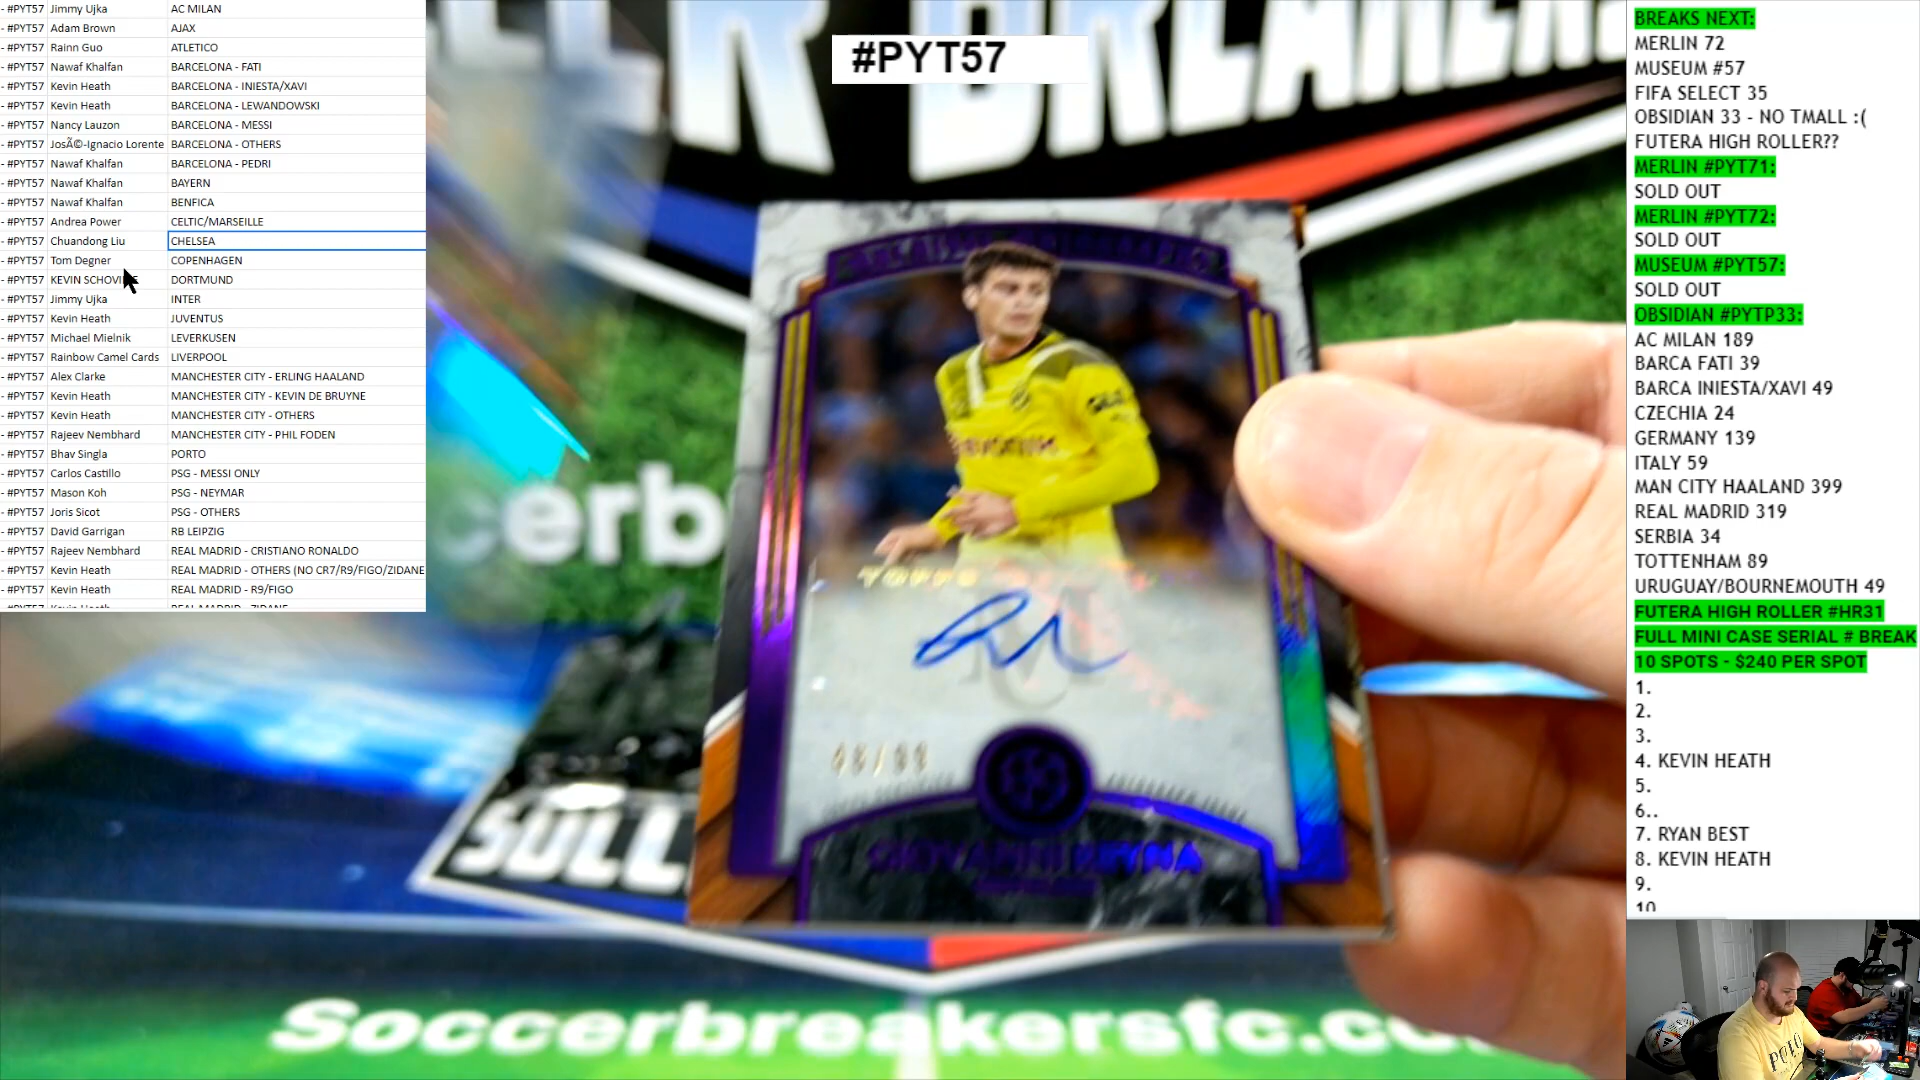 - #PYT57 Jimmy Ujka AC MILAN
- #PYT57 Adam Brown AJAX
- #PYT57 Rainn Guo ATLETICO
- #PYT57 Nawaf Khalfan BARCELONA - FATI
- #PYT57 Kevin Heath BARCELONA - INIESTA/XAVI
- #PYT57 Kevin Heath BARCELONA - LEWANDOWSKI
- #PYT57 Nancy Lauzon BARCELONA - MESSI
- #PYT57 JosÃ©-Ignacio Lorente BARCELONA - OTHERS
- #PYT57 Nawaf Khalfan BARCELONA - PEDRI
- #PYT57 Nawaf Khalfan BAYERN
- #PYT57 Nawaf Khalfan BENFICA
- #PYT57 Andrea Power CELTIC/MARSEILLE
- #PYT57 Chuandong Liu CHELSEA
- #PYT57 Tom Degner COPENHAGEN
- #PYT57 KEVIN DORTMUND
- #PYT57 Jimmy Ujka INTER
- #PYT57 Kevin Heath JUVENTUS
- #PYT57 Michael Mielnik LEVERKUSEN
- #PYT57 Rainbow Camel Cards LIVERPOOL
- #PYT57 Alex Clarke MANCHESTER CITY - ERLING HAALAND
- #PYT57 Kevin Heath MANCHESTER CITY - KEVIN DE BRUYNE
- #PYT57 Kevin Heath MANCHESTER CITY - OTHERS
- #PYT57 Rajeev Nembhard MANCHESTER CITY - PHIL FODEN
- #PYT57 Bhav Singla PORTO
- #PYT57 Carlos Castillo PSG - MESSI ONLY
- #PYT57 Mason Koh PSG - NEYMAR
- #PYT57 Joris Sicot PSG - OTHERS
- #PYT57 David Garrigan RB LEIPZIG
- #PYT57 Rajeev Nembhard REAL MADRID - CRISTIANO RONALDO
- #PYT57 Kevin Heath REAL MADRID - OTHERS (NO CR7/R9/FIGO/ZIDANE
- #PYT57 Kevin Heath REAL MADRID - R9/FIGO
#PYT57
GIOVANNI REYNA
Soccerbreakersfc.co
BREAKS NEXT:
MERLIN 72
MUSEUM #57
FIFA SELECT 35
OBSIDIAN 33 - NO TMALL :(
FUTERA HIGH ROLLER??
MERLIN #PYT71:
SOLD OUT
MERLIN #PYT72:
SOLD OUT
MUSEUM #PYT57:
SOLD OUT
OBSIDIAN #PYTP33:
AC MILAN 189
BARCA FATI 39
BARCA INIESTA/XAVI 49
CZECHIA 24
GERMANY 139
ITALY 59
MAN CITY HAALAND 399
REAL MADRID 319
SERBIA 34
TOTTENHAM 89
URUGUAY/BOURNEMOUTH 49
FUTERA HIGH ROLLER #HR31
FULL MINI CASE SERIAL # BREAK
10 SPOTS - $240 PER SPOT
1.
2.
3.
4. KEVIN HEATH
5.
6..
7. RYAN BEST
8. KEVIN HEATH
9.
10
POLO